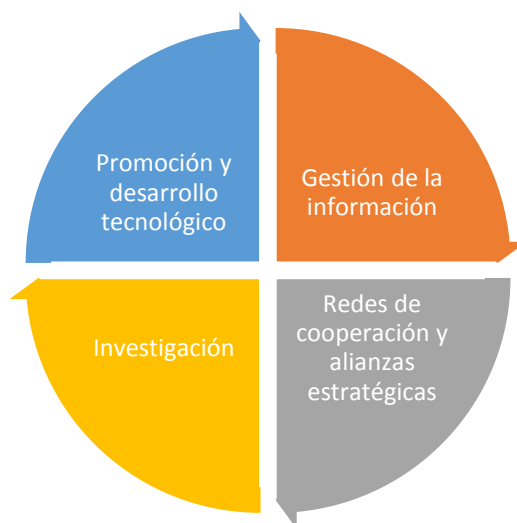 Promoción y
desarrollo
tecnológico
Gestión de la
información
Redes de
cooperación y
alianzas
estratégicas
Investigación